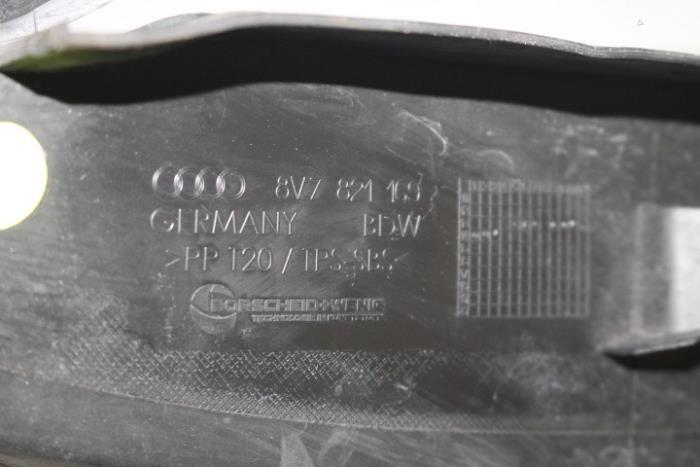 8V7 821 169
GERMANY BDW
>PP T20 / TPS-SBS<
BORSCHEID+WENIG